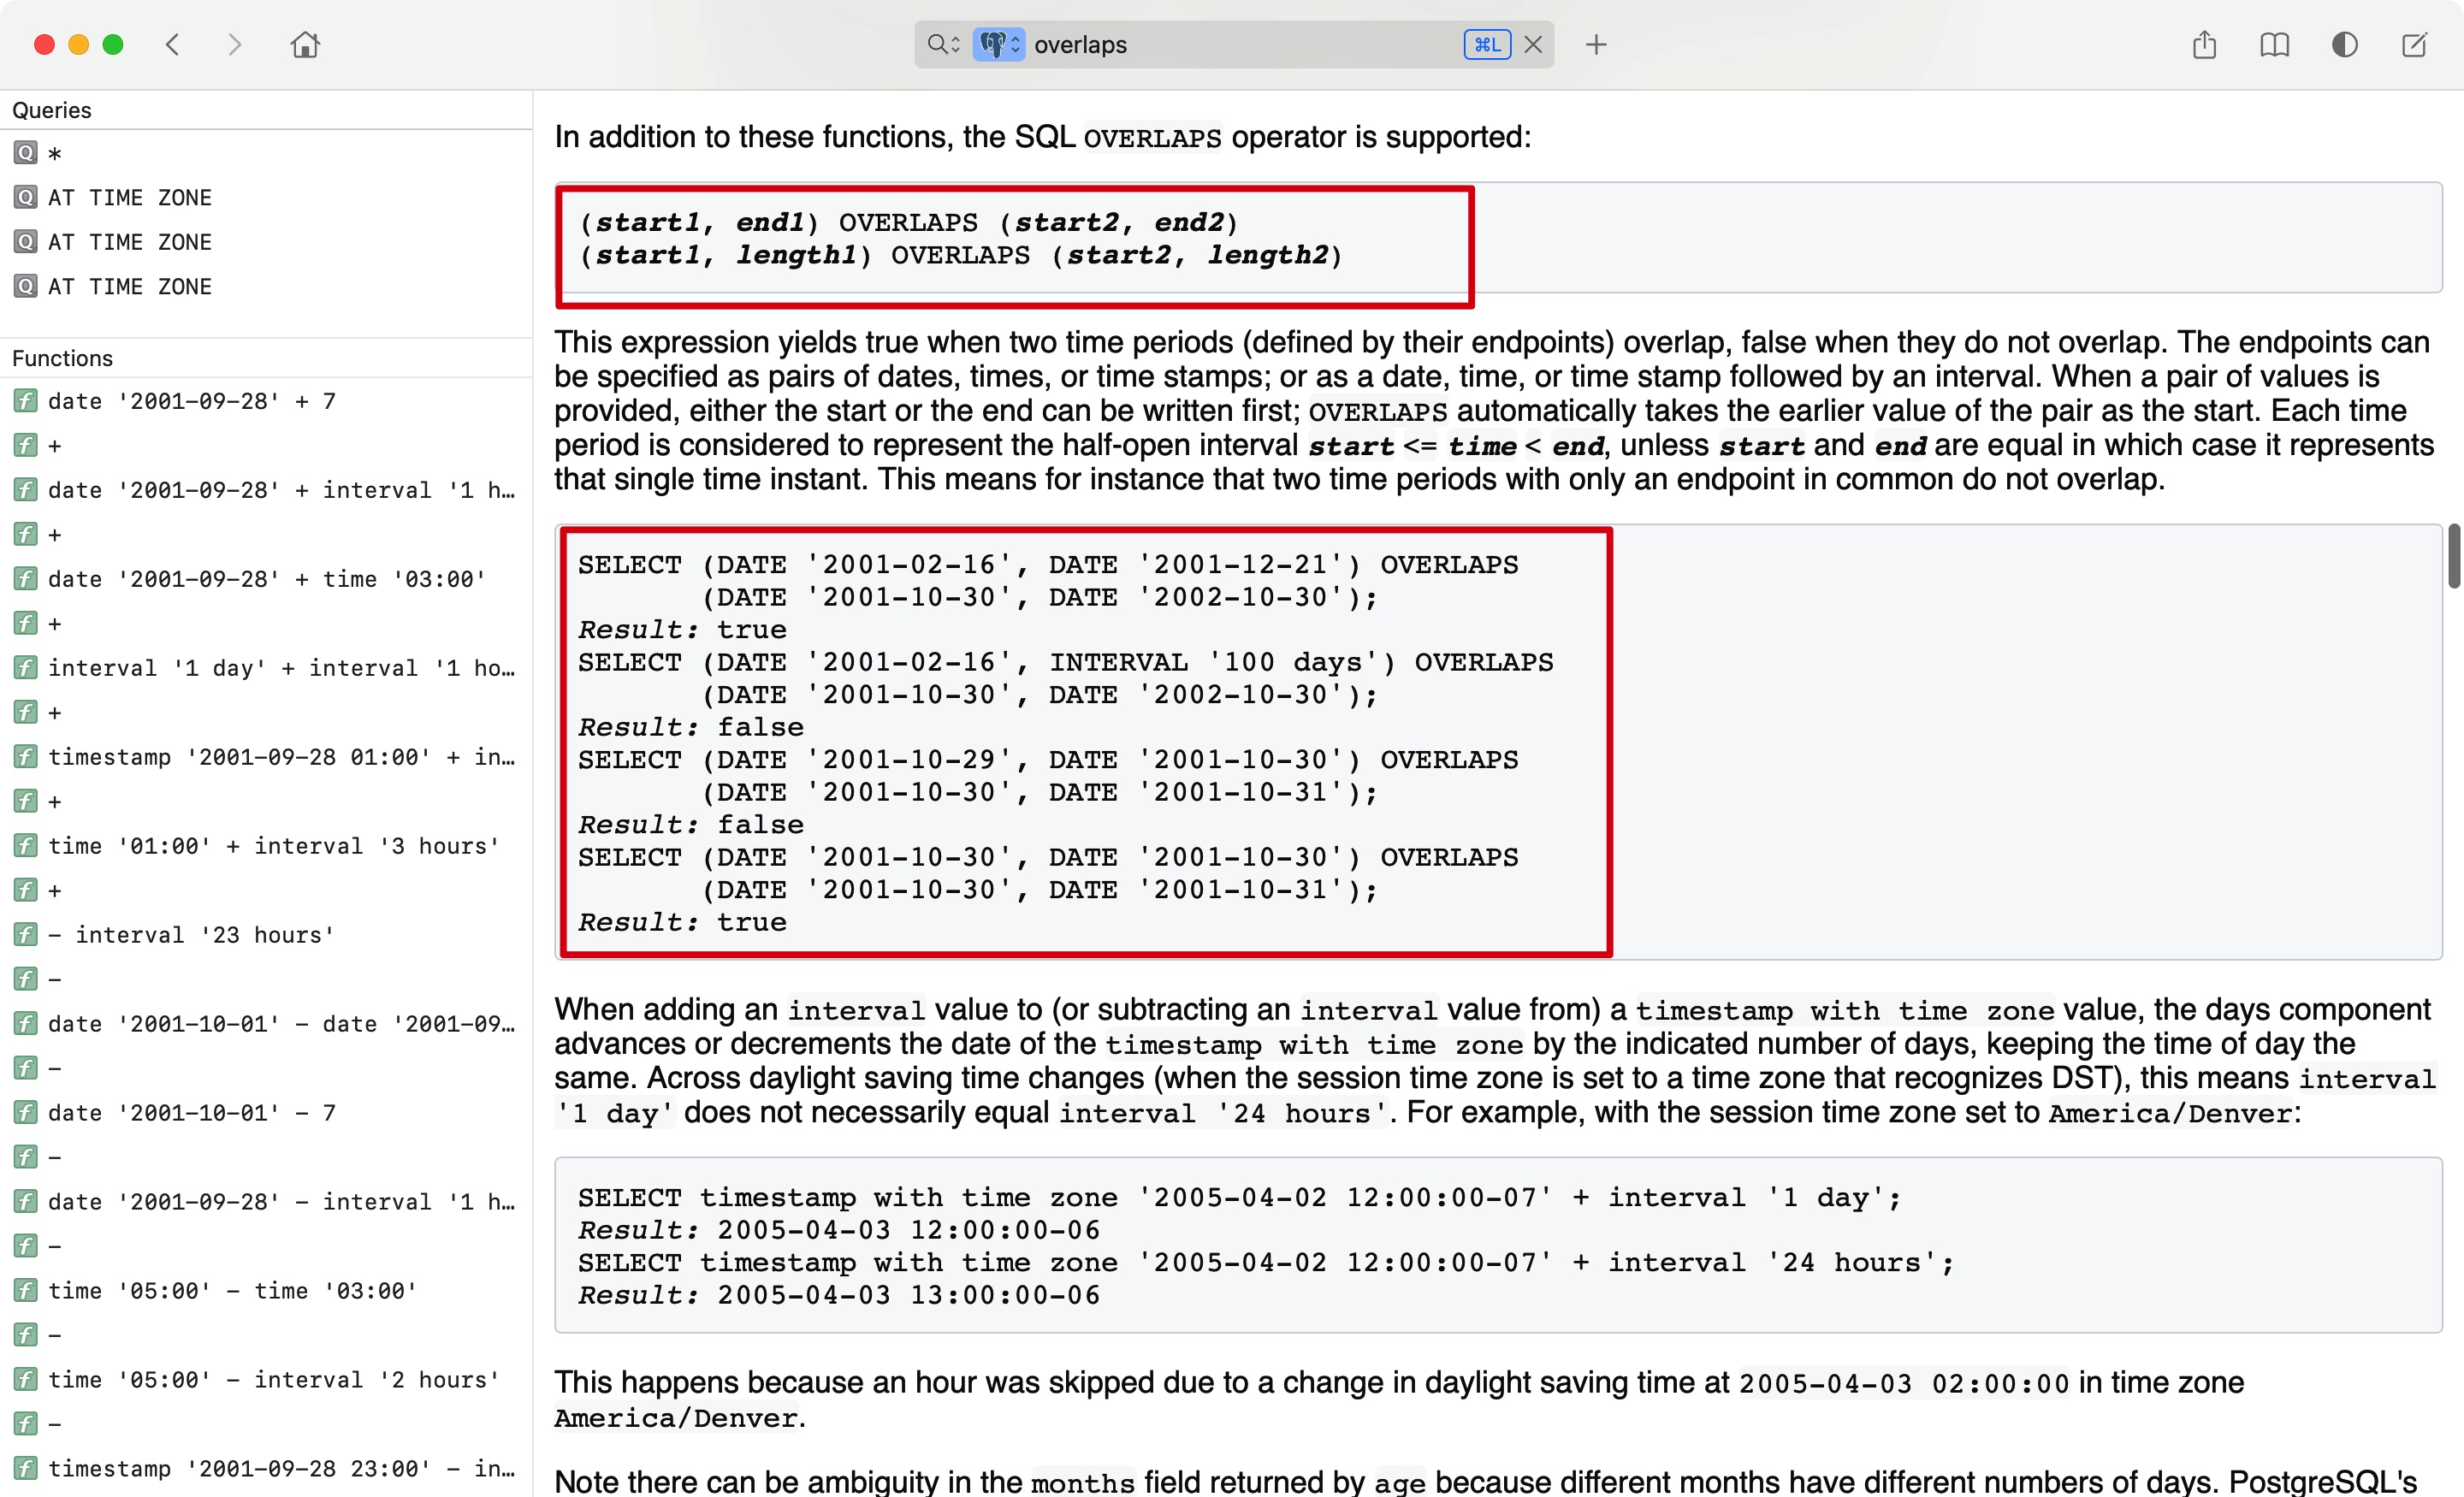 overlaps
⌘L
Queries
*
AT TIME ZONE
AT TIME ZONE
AT TIME ZONE
Functions
date '2001-09-28' + 7
+
date '2001-09-28' + interval '1 h…
+
date '2001-09-28' + time '03:00'
+
interval '1 day' + interval '1 ho…
+
timestamp '2001-09-28 01:00' + in…
+
time '01:00' + interval '3 hours'
+
- interval '23 hours'
-
date '2001-10-01' - date '2001-09…
-
date '2001-10-01' - 7
-
date '2001-09-28' - interval '1 h…
-
time '05:00' - time '03:00'
-
time '05:00' - interval '2 hours'
-
timestamp '2001-09-28 23:00' - in…
In addition to these functions, the SQL OVERLAPS operator is supported:
(start1, end1) OVERLAPS (start2, end2)
(start1, length1) OVERLAPS (start2, length2)
This expression yields true when two time periods (defined by their endpoints) overlap, false when they do not overlap. The endpoints can
be specified as pairs of dates, times, or time stamps; or as a date, time, or time stamp followed by an interval. When a pair of values is
provided, either the start or the end can be written first; OVERLAPS automatically takes the earlier value of the pair as the start. Each time
period is considered to represent the half-open interval start <= time < end, unless start and end are equal in which case it represents
that single time instant. This means for instance that two time periods with only an endpoint in common do not overlap.
SELECT (DATE '2001-02-16', DATE '2001-12-21') OVERLAPS
(DATE '2001-10-30', DATE '2002-10-30');
Result: true
SELECT (DATE '2001-02-16', INTERVAL '100 days') OVERLAPS
(DATE '2001-10-30', DATE '2002-10-30');
Result: false
SELECT (DATE '2001-10-29', DATE '2001-10-30') OVERLAPS
(DATE '2001-10-30', DATE '2001-10-31');
Result: false
SELECT (DATE '2001-10-30', DATE '2001-10-30') OVERLAPS
(DATE '2001-10-30', DATE '2001-10-31');
Result: true
When adding an interval value to (or subtracting an interval value from) a timestamp with time zone value, the days component
advances or decrements the date of the timestamp with time zone by the indicated number of days, keeping the time of day the
same. Across daylight saving time changes (when the session time zone is set to a time zone that recognizes DST), this means interval
'1 day' does not necessarily equal interval '24 hours'. For example, with the session time zone set to America/Denver:
SELECT timestamp with time zone '2005-04-02 12:00:00-07' + interval '1 day';
Result: 2005-04-03 12:00:00-06
SELECT timestamp with time zone '2005-04-02 12:00:00-07' + interval '24 hours';
Result: 2005-04-03 13:00:00-06
This happens because an hour was skipped due to a change in daylight saving time at 2005-04-03 02:00:00 in time zone
America/Denver.
Note there can be ambiguity in the months field returned by age because different months have different numbers of days. PostgreSQL's